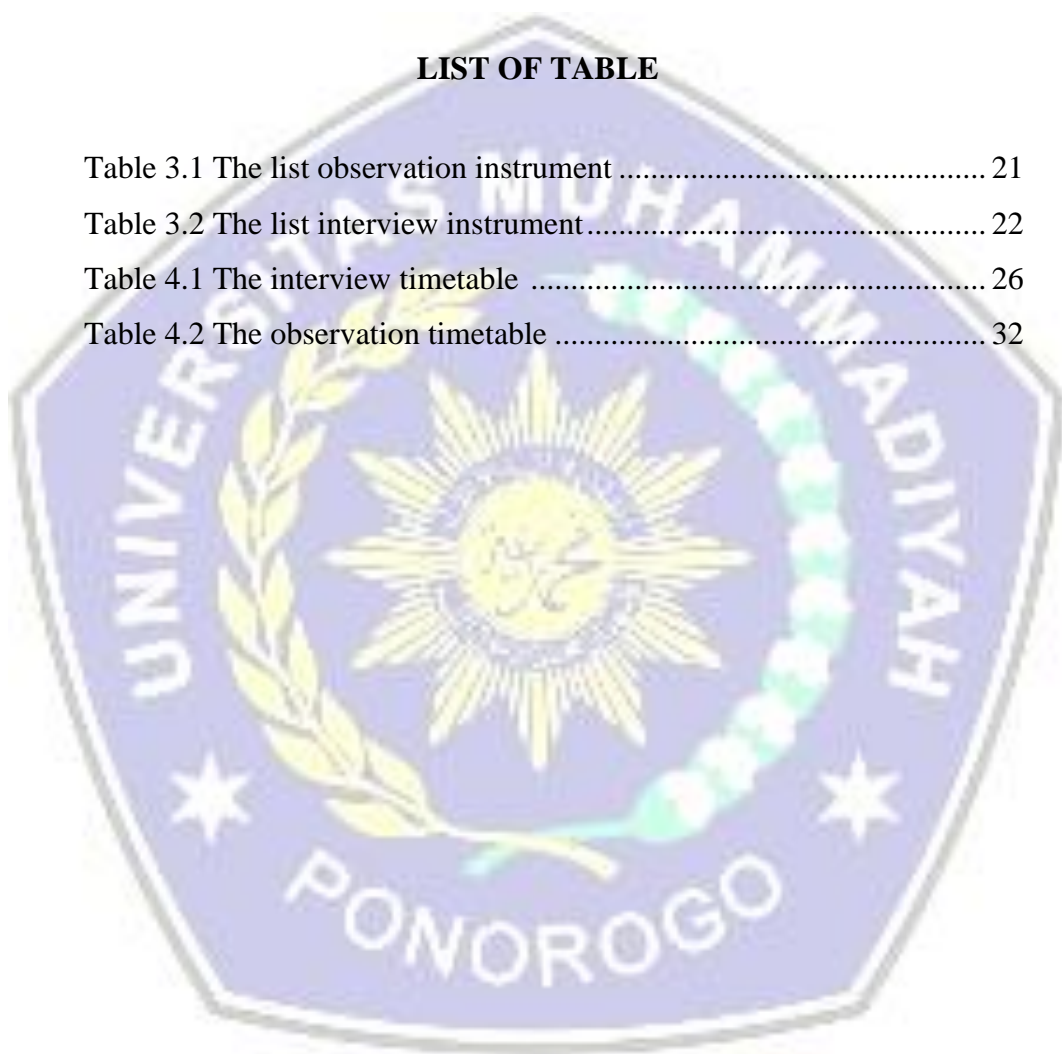 LIST OF TABLE
Table 3.1 The list observation instrument ............................................. 21
Table 3.2 The list interview instrument ................................................. 22
Table 4.1 The interview timetable ........................................................ 26
Table 4.2 The observation timetable ..................................................... 32
UNIVERSITAS MUHAMMADIYAH
PONOROGO